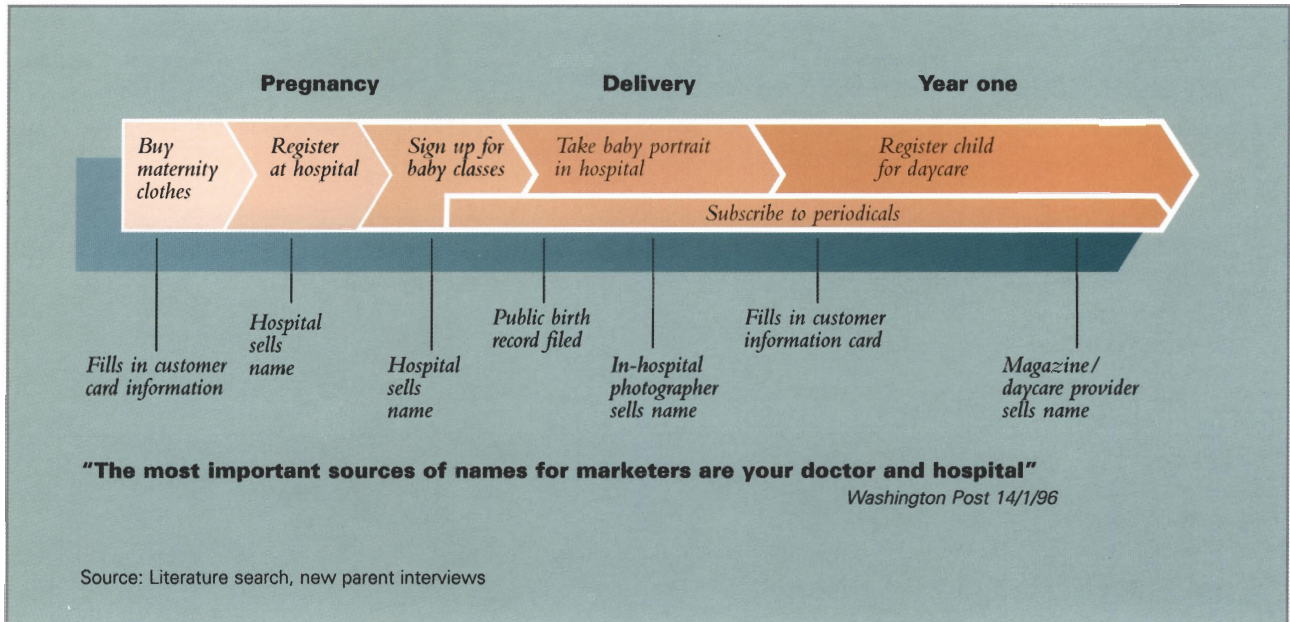 Pregnancy
Delivery
Year one
Buy
maternity
clothes
Register
at hospital
Sign up for
baby classes
Take baby portrait
in hospital
Register child
for daycare
Subscribe to periodicals
Fills in customer
card information
Hospital
sells
name
Hospital
sells
name
Public birth
record filed
In-hospital
photographer
sells name
Fills in customer
information card
Magazine/
daycare provider
sells name
"The most important sources of names for marketers are your doctor and hospital"
Washington Post 14/1/96
Source: Literature search, new parent interviews